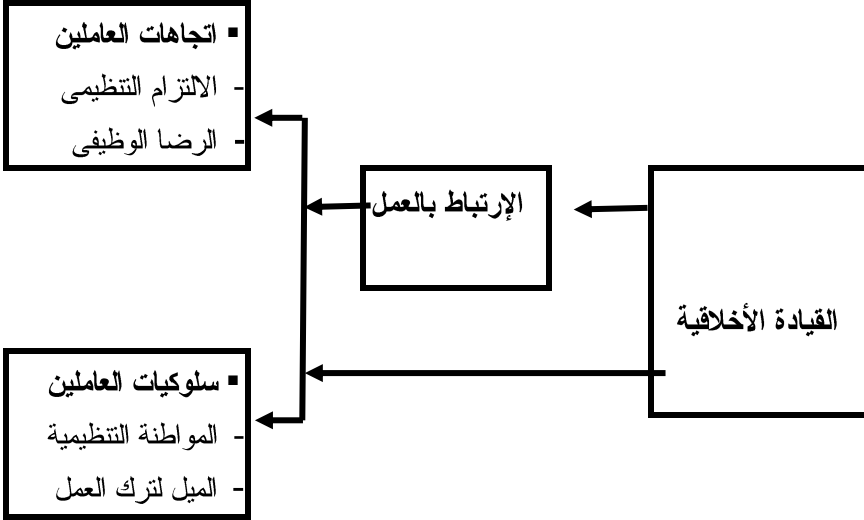 ▪ اتجاهات العاملين
- الالتزام التنظيمى
- الرضا الوظيفى
الإرتباط بالعمل
القيادة الأخلاقية
▪ سلوكيات العاملين
- المواطنة التنظيمية
- الميل لترك العمل